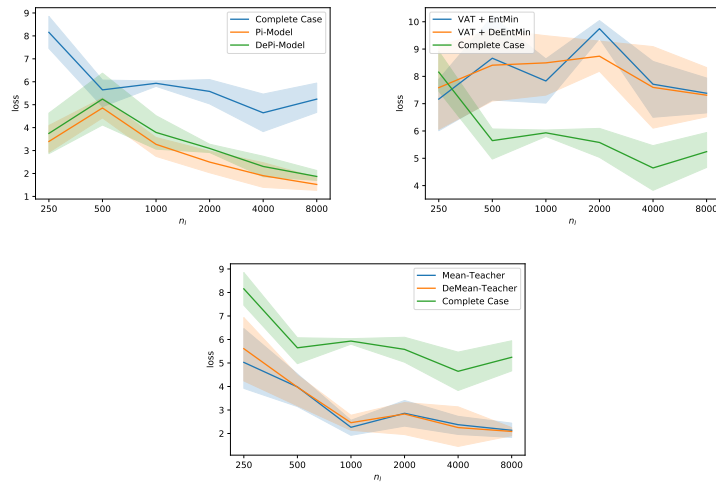 Complete Case
Pi-Model
DePi-Model
9
8
7
6
5
4
3
2
1
loss
250
500
1000
2000
4000
8000
n_l
VAT + EntMin
VAT + DeEntMin
Complete Case
10
9
8
7
6
5
4
loss
250
500
1000
2000
4000
8000
n_l
Mean-Teacher
DeMean-Teacher
Complete Case
9
8
7
6
5
4
3
2
loss
250
500
1000
2000
4000
8000
n_l